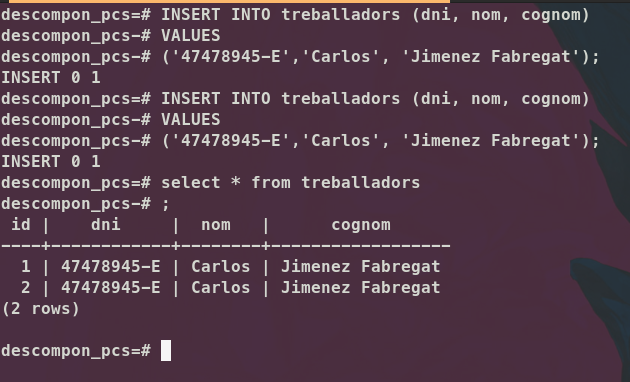 descompon_pcs=# INSERT INTO treballadors (dni, nom, cognom)
descompon_pcs-# VALUES
descompon_pcs-# ('47478945-E','Carlos', 'Jimenez Fabregat');
INSERT 0 1
descompon_pcs=# INSERT INTO treballadors (dni, nom, cognom)
descompon_pcs-# VALUES
descompon_pcs-# ('47478945-E','Carlos', 'Jimenez Fabregat');
INSERT 0 1
descompon_pcs=# select * from treballadors
descompon_pcs-# ;
 id |    dni     |  nom   |      cognom
----+------------+--------+------------------
  1 | 47478945-E | Carlos | Jimenez Fabregat
  2 | 47478945-E | Carlos | Jimenez Fabregat
(2 rows)
descompon_pcs=#